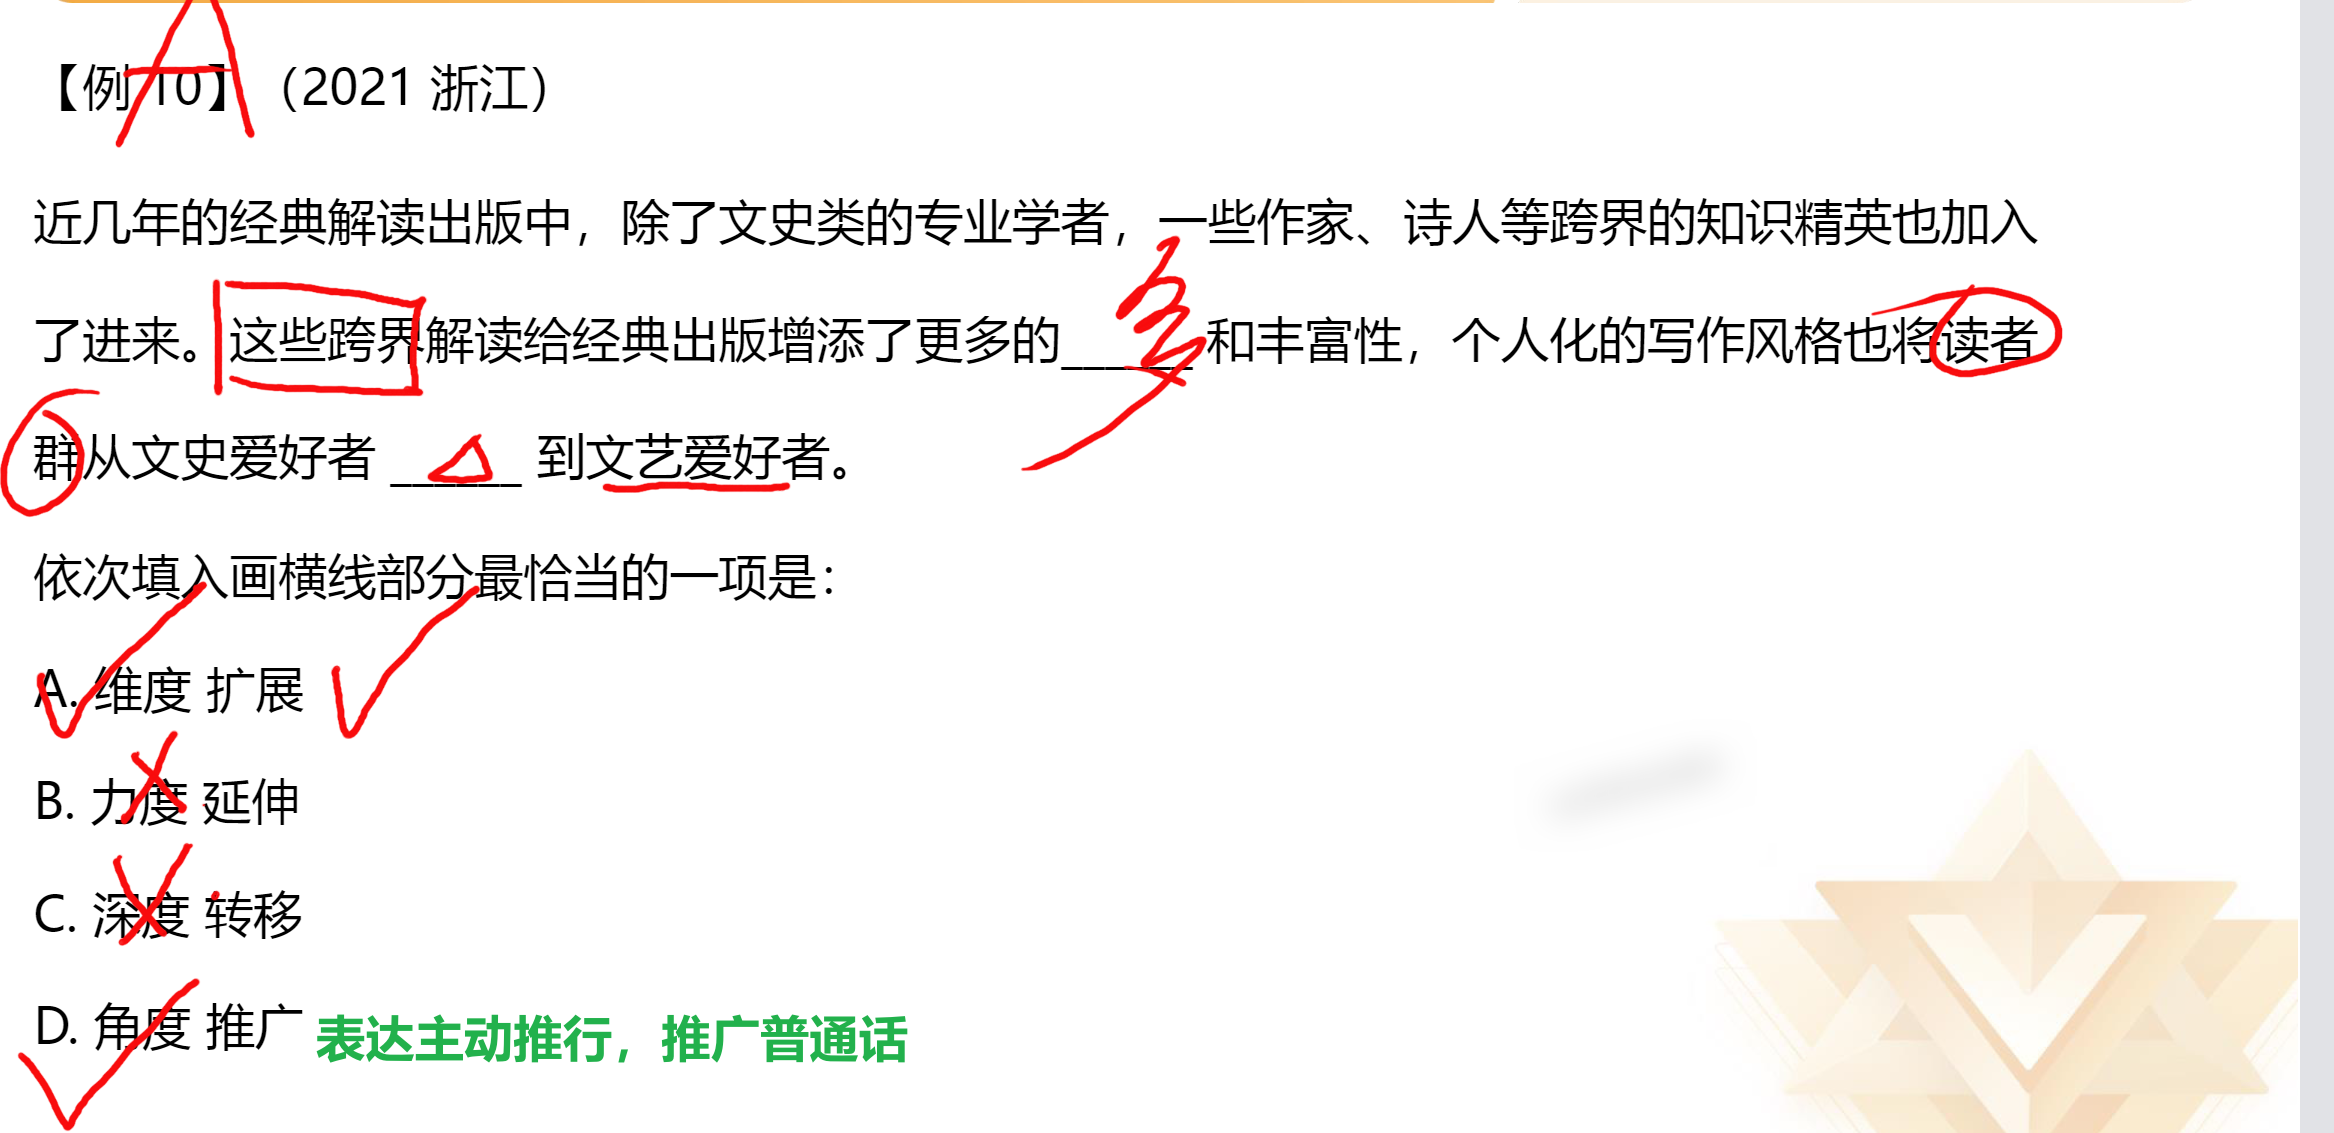 【例 10】（2021 浙江）
近几年的经典解读出版中，除了文史类的专业学者，一些作家、诗人等跨界的知识精英也加入
了进来。这些跨界解读给经典出版增添了更多的______和丰富性，个人化的写作风格也将读者
群从文史爱好者 ______ 到文艺爱好者。
依次填入画横线部分最恰当的一项是：
A. 维度 扩展
B. 力度 延伸
C. 深度 转移
D. 角度 推广 表达主动推行，推广普通话